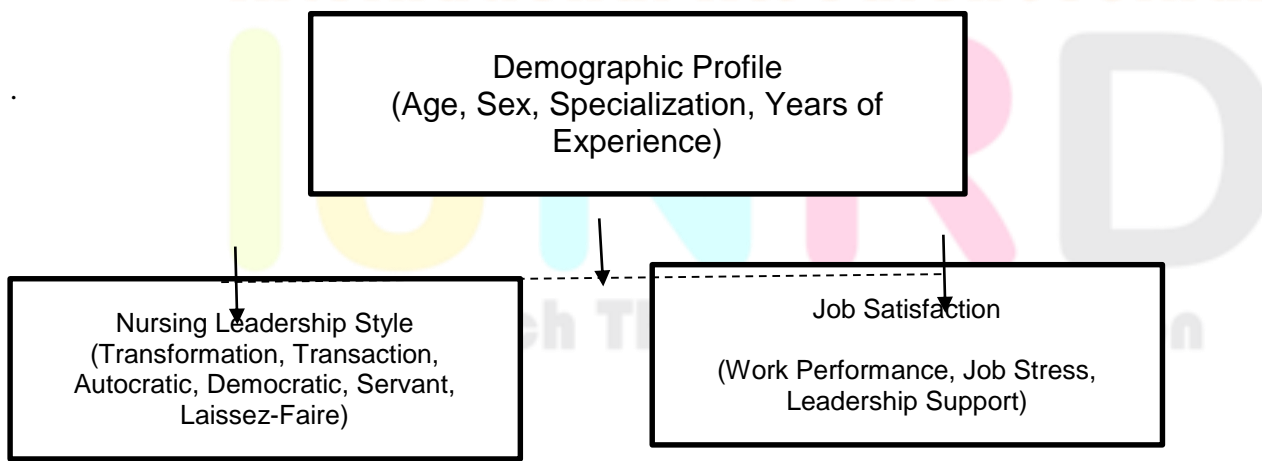 Demographic Profile
(Age, Sex, Specialization, Years of
Experience)
Nursing Leadership Style
(Transformation, Transaction,
Autocratic, Democratic, Servant,
Laissez-Faire)
Job Satisfaction
(Work Performance, Job Stress,
Leadership Support)